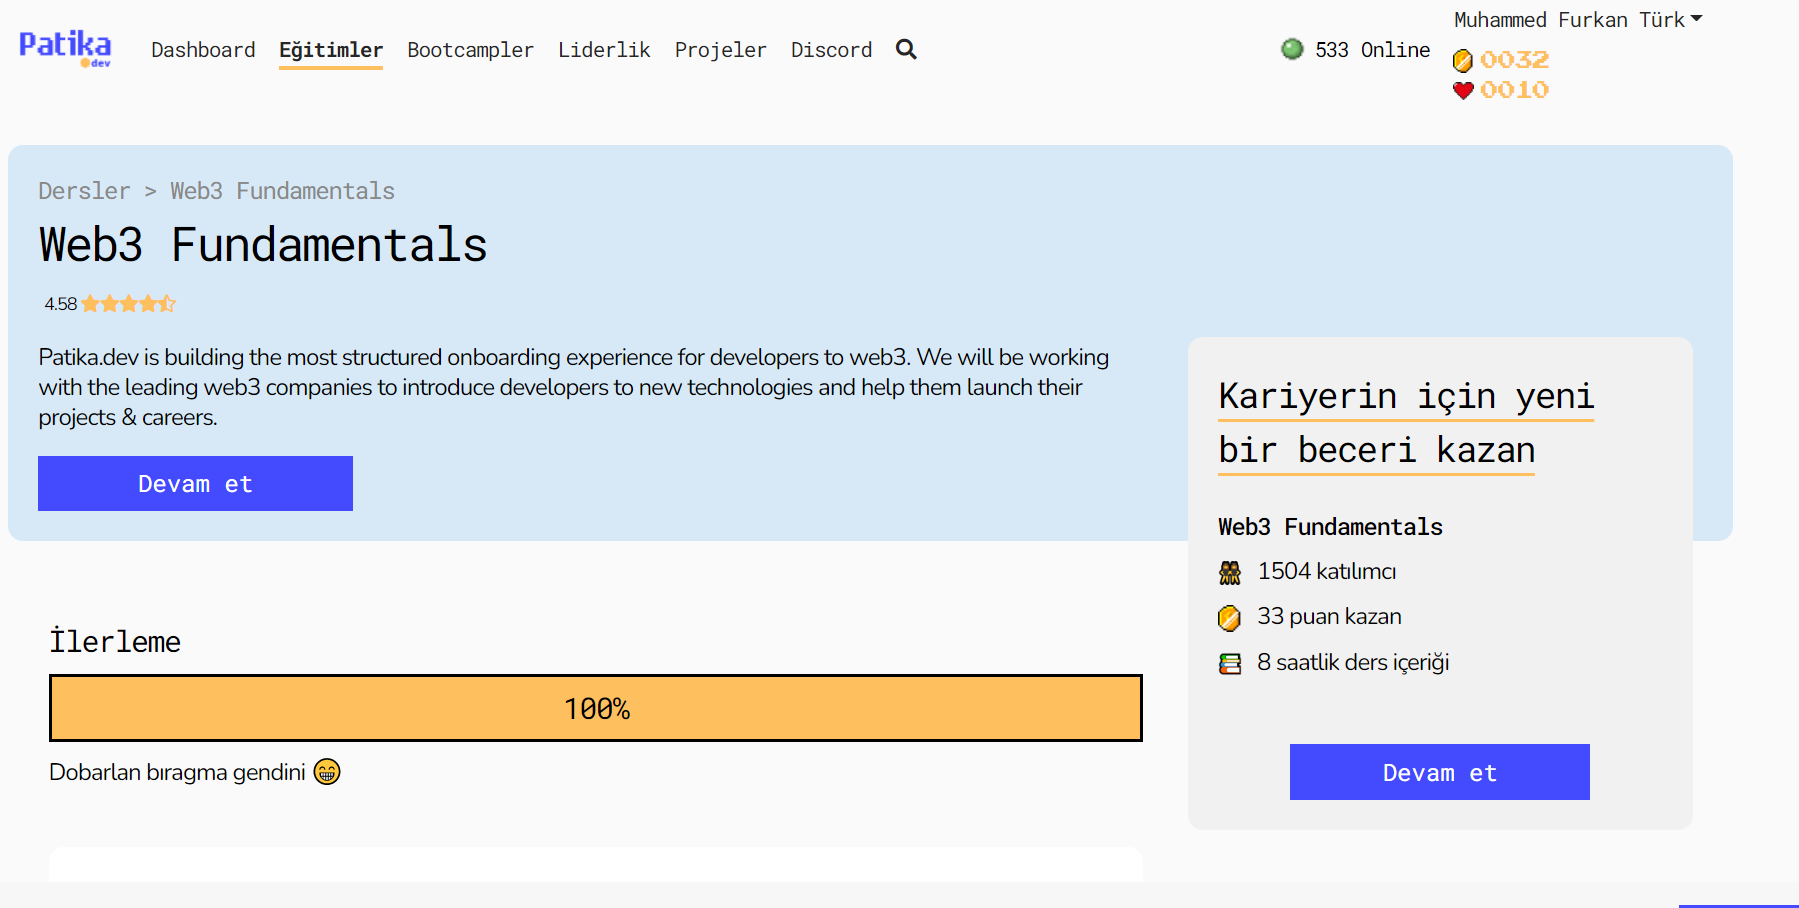 Patika
dev
Dashboard
Eğitimler
Bootcampler
Liderlik
Projeler
Discord
533 Online
Muhammed Furkan Türk
0032
0010
Dersler > Web3 Fundamentals
Web3 Fundamentals
4.58
Patika.dev is building the most structured onboarding experience for developers to web3. We will be working
with the leading web3 companies to introduce developers to new technologies and help them launch their
projects & careers.
Devam et
Kariyerin için yeni
bir beceri kazan
Web3 Fundamentals
1504 katılımcı
33 puan kazan
8 saatlik ders içeriği
Devam et
İlerleme
100%
Dobarlan bıragma gendini 😁